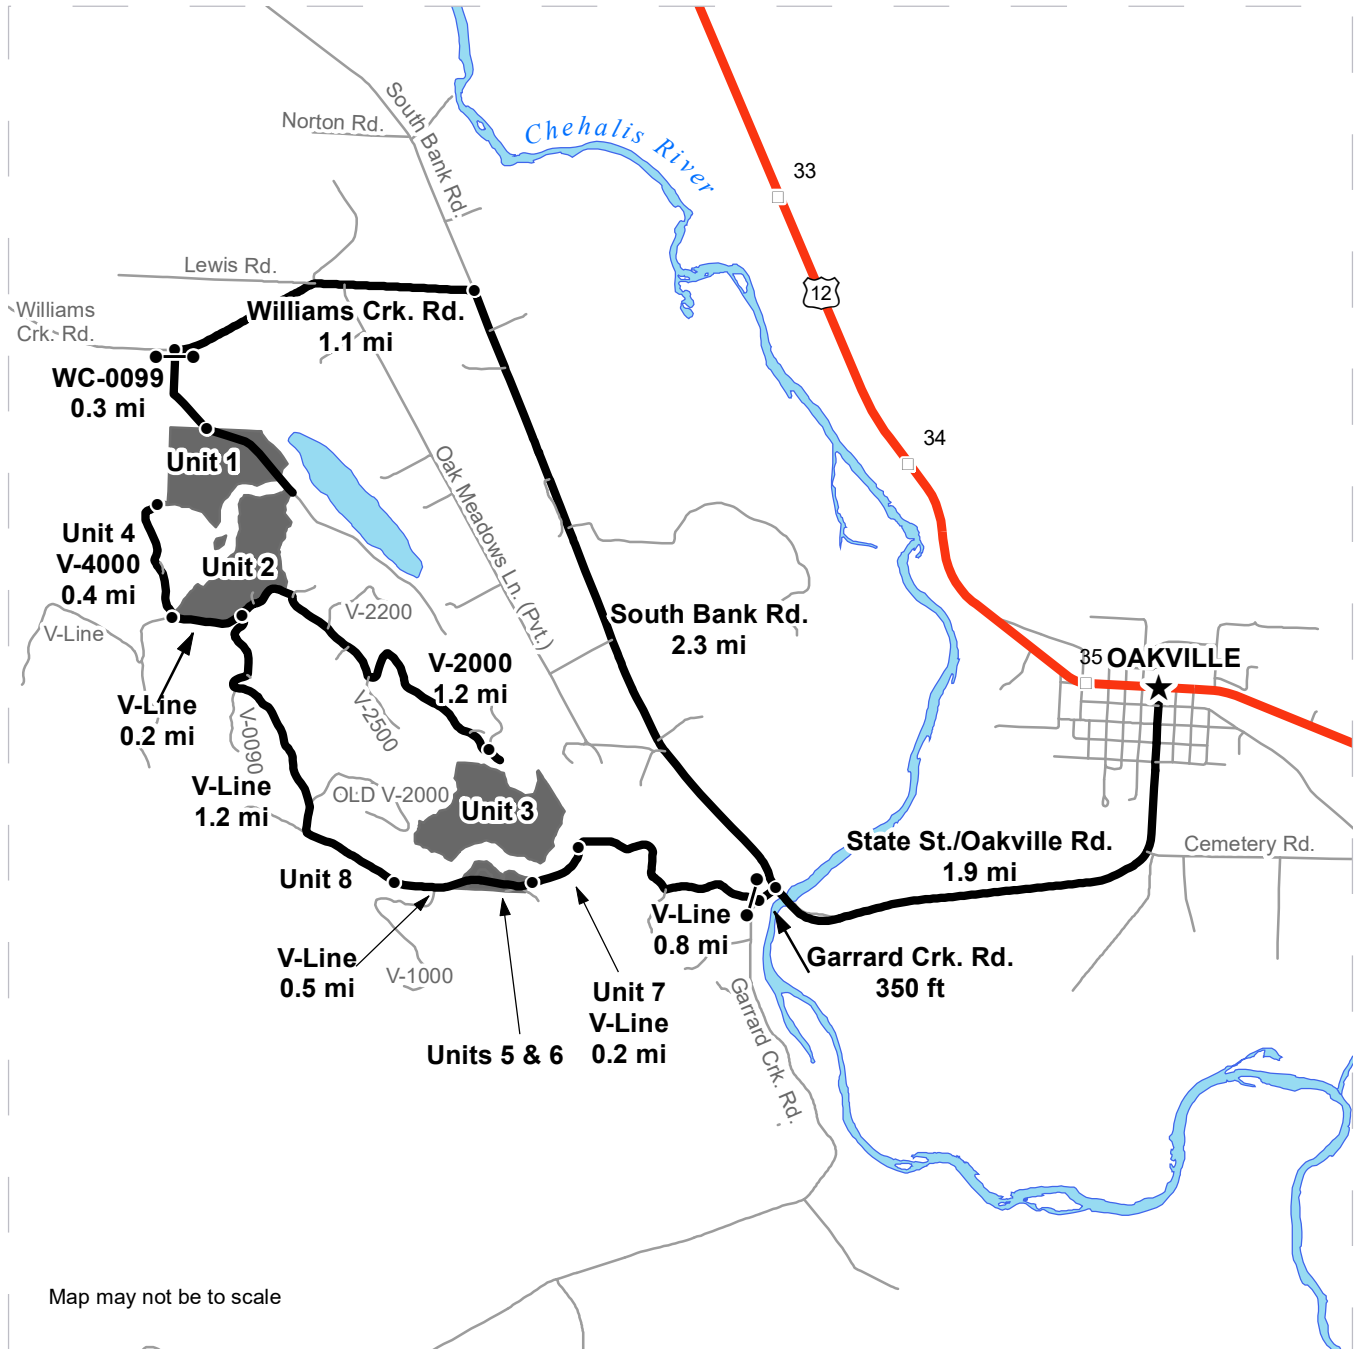 South Bank Rd.
Norton Rd.
Chehalis River
33
Lewis Rd.
12
Williams
Crk. Rd.
Williams Crk. Rd.
1.1 mi
WC-0099
0.3 mi
34
Unit 1
Oak Meadows Ln. (Pvt.)
Unit 4
V-4000
0.4 mi
Unit 2
V-2200
V-Line
South Bank Rd.
2.3 mi
35
OAKVILLE
V-2000
1.2 mi
V-Line
0.2 mi
V-0090
V-2500
V-Line
1.2 mi
OLD V-2000
Unit 3
State St./Oakville Rd.
1.9 mi
Cemetery Rd.
Unit 8
V-Line
0.8 mi
Garrard Crk. Rd.
350 ft
V-Line
0.5 mi
V-1000
Unit 7
V-Line
0.2 mi
Units 5 & 6
Garrard Crk. Rd.
Map may not be to scale